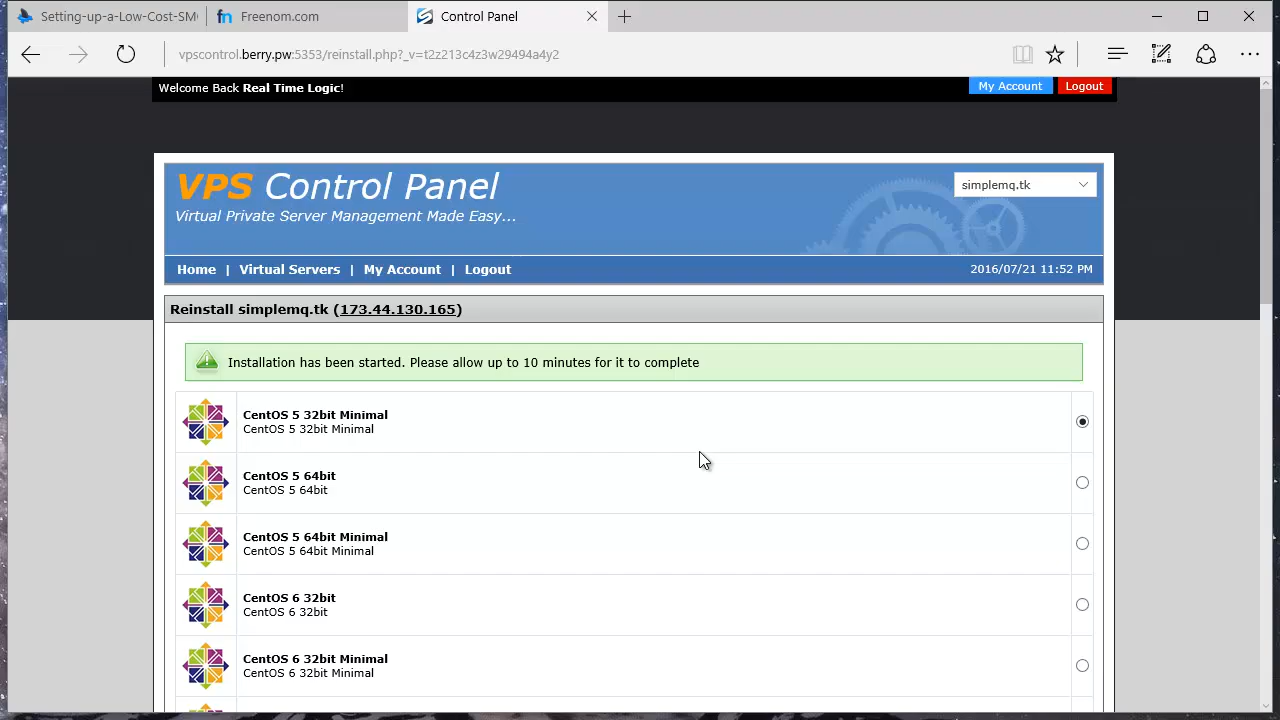 Setting-up-a-Low-Cost-SM
Freenom.com
Control Panel
vpscontrol.berry.pw:5353/reinstall.php?_v=t2z213c4z3w29494a4y2
Welcome Back Real Time Logic!
My Account
Logout
VPS Control Panel
simplemq.tk
Virtual Private Server Management Made Easy...
Home | Virtual Servers | My Account | Logout
2016/07/21 11:52 PM
Reinstall simplemq.tk (173.44.130.165)
Installation has been started. Please allow up to 10 minutes for it to complete
CentOS 5 32bit Minimal
CentOS 5 32bit Minimal
CentOS 5 64bit
CentOS 5 64bit
CentOS 5 64bit Minimal
CentOS 5 64bit Minimal
CentOS 6 32bit
CentOS 6 32bit
CentOS 6 32bit Minimal
CentOS 6 32bit Minimal